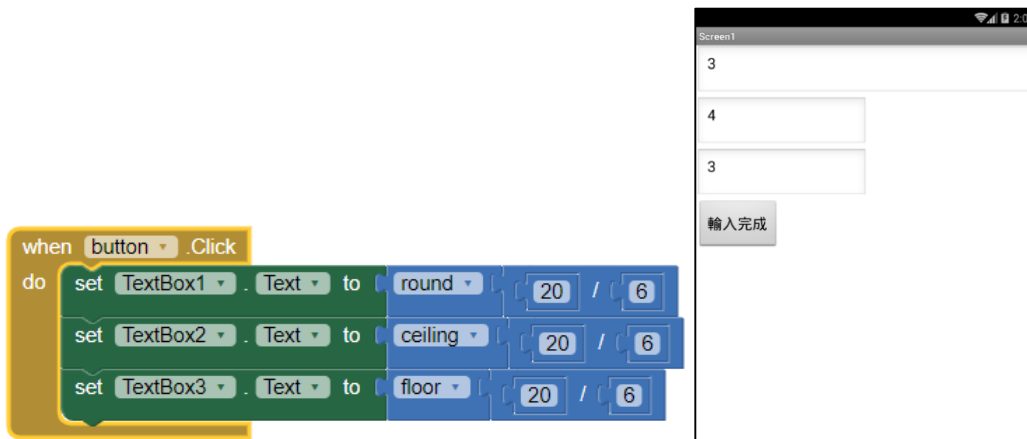 when button .Click
do set TextBox1 . Text to round 20 / 6
set TextBox2 . Text to ceiling 20 / 6
set TextBox3 . Text to floor 20 / 6
Screen1
3
4
3
輸入完成